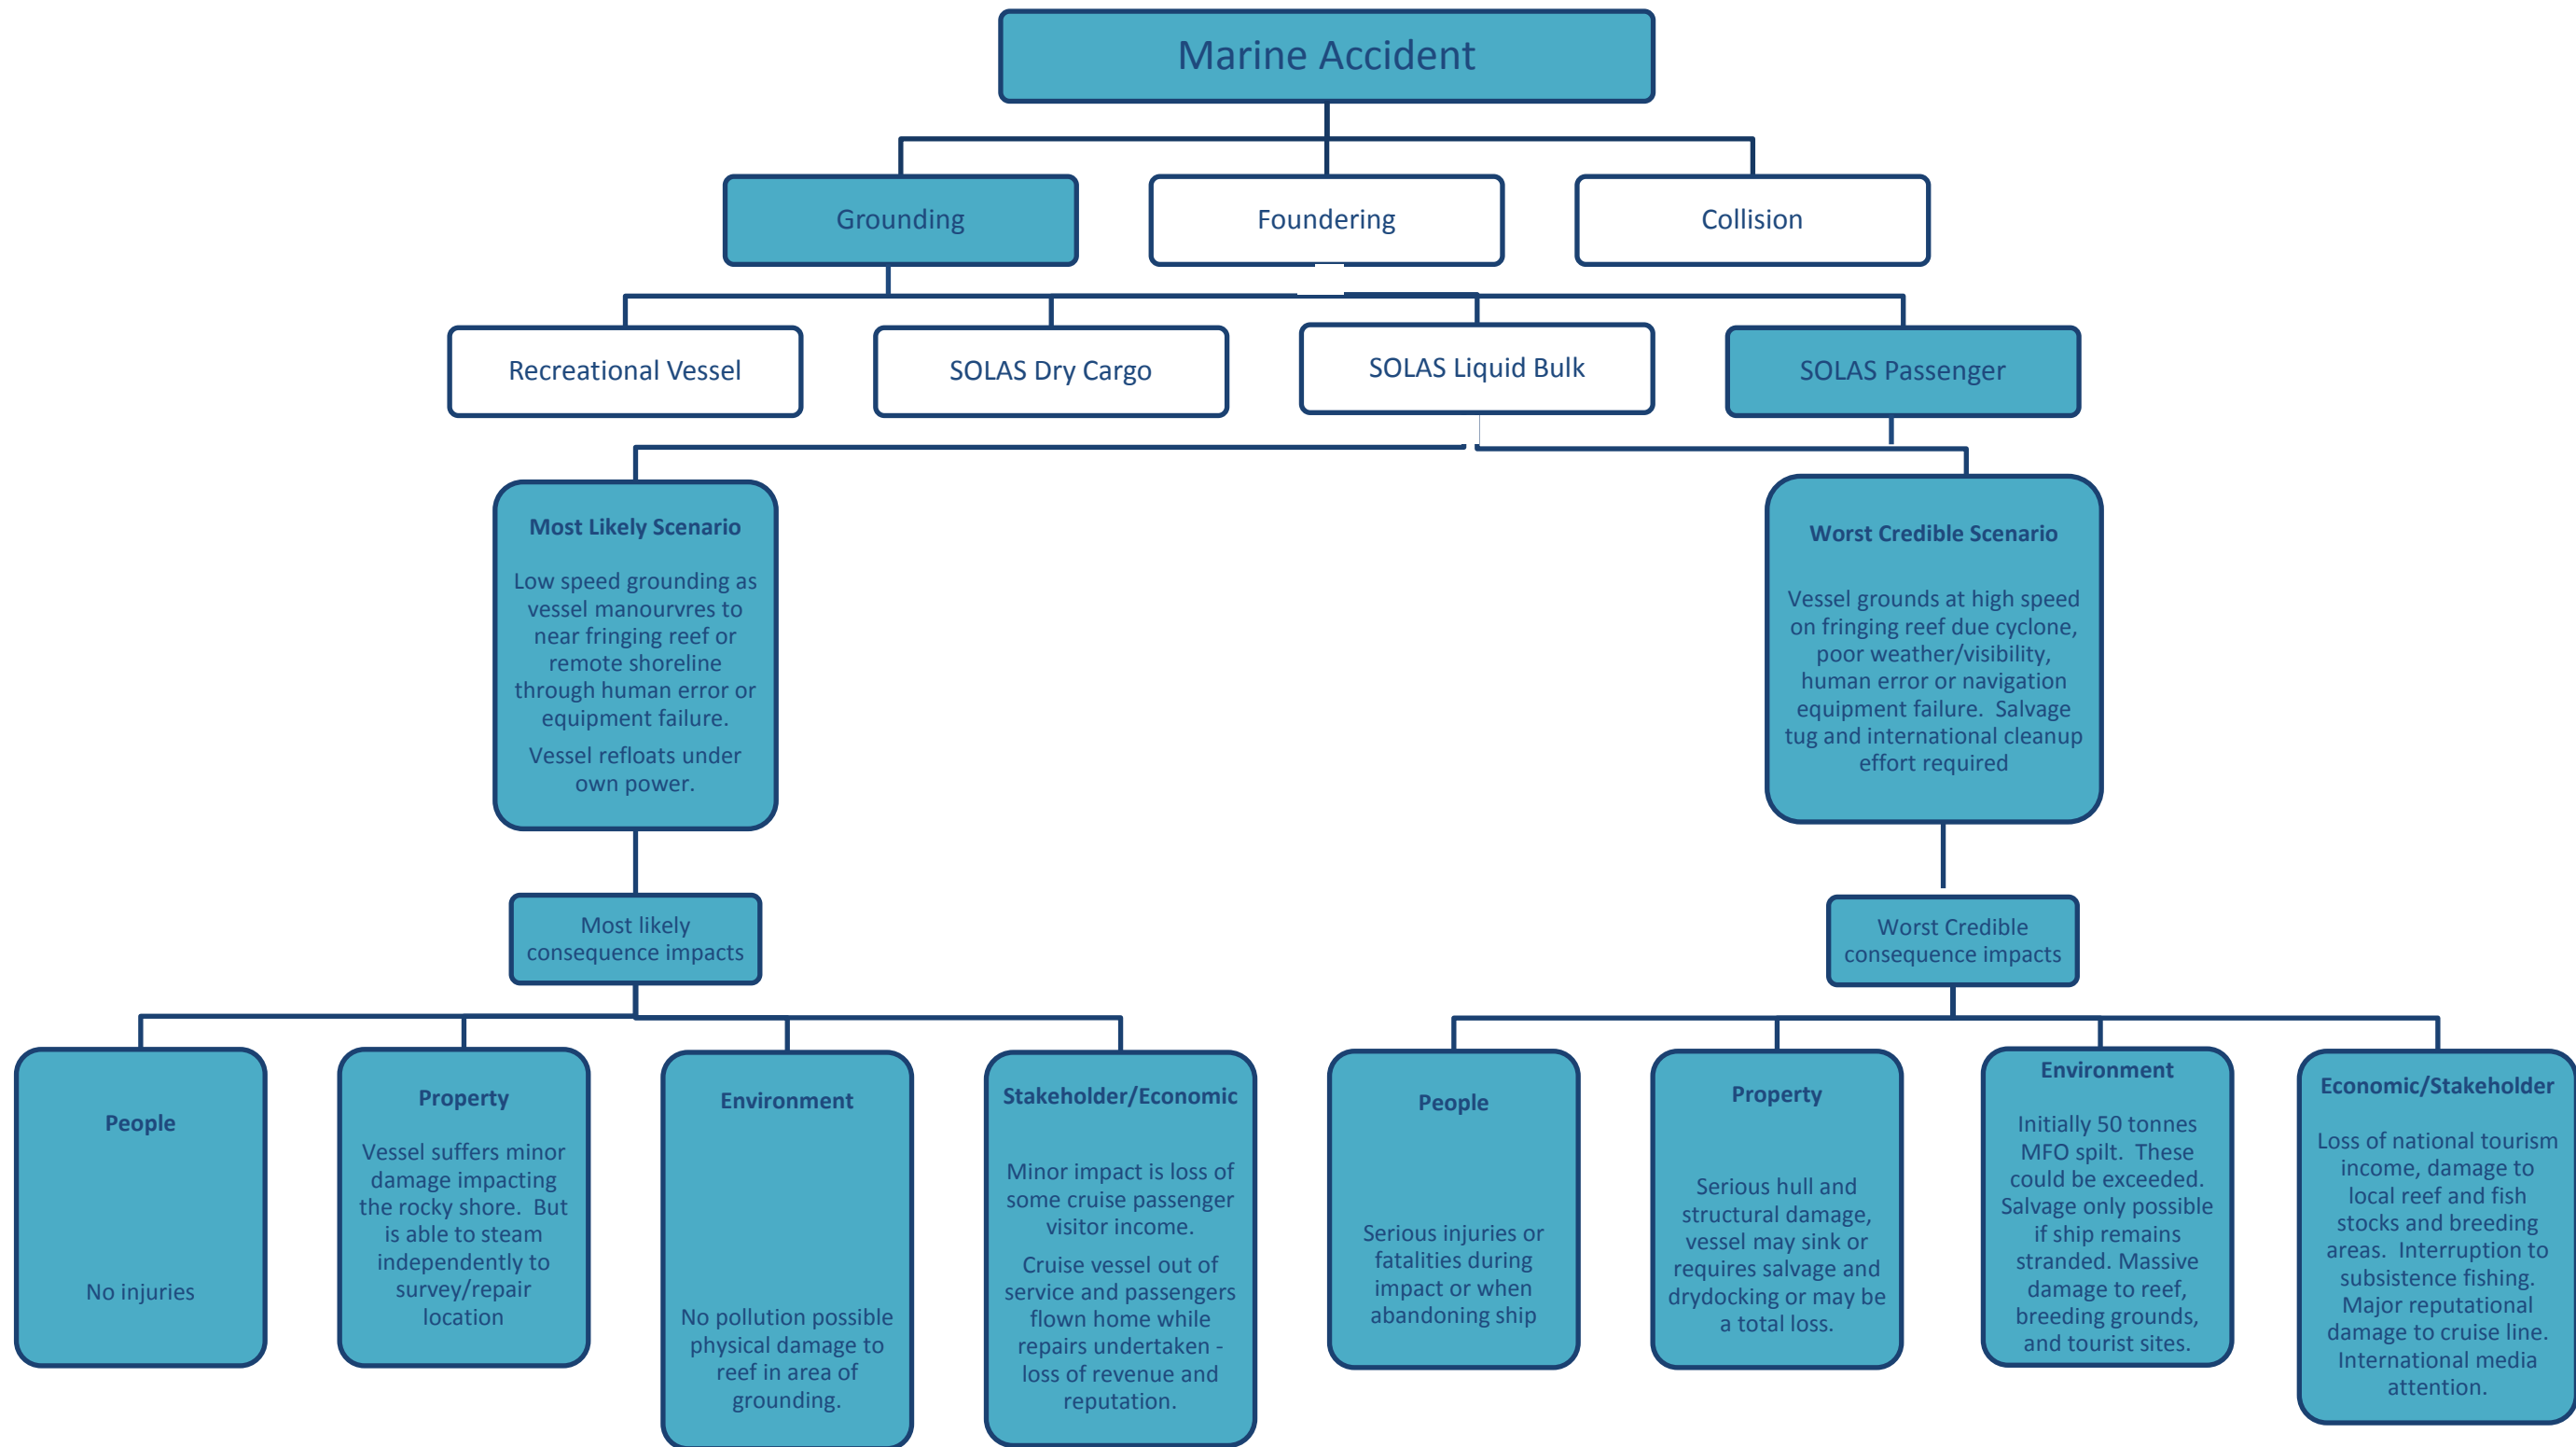 Marine Accident
Grounding
Foundering
Collision
Recreational Vessel
SOLAS Dry Cargo
SOLAS Liquid Bulk
SOLAS Passenger
Most Likely Scenario
Low speed grounding as
vessel manourvres to
near fringing reef or
remote shoreline
through human error or
equipment failure.
Vessel refloats under
own power.
Worst Credible Scenario
Vessel grounds at high speed
on fringing reef due cyclone,
poor weather/visibility,
human error or navigation
equipment failure.  Salvage
tug and international cleanup
effort required
Most likely
consequence impacts
Worst Credible
consequence impacts
People
No injuries
Property
Vessel suffers minor
damage impacting
the rocky shore.  But
is able to steam
independently to
survey/repair
location
Environment
No pollution possible
physical damage to
reef in area of
grounding.
Stakeholder/Economic
Minor impact is loss of
some cruise passenger
visitor income.
Cruise vessel out of
service and passengers
flown home while
repairs undertaken -
loss of revenue and
reputation.
People
Serious injuries or
fatalities during
impact or when
abandoning ship
Property
Serious hull and
structural damage,
vessel may sink or
requires salvage and
drydocking or may be
a total loss.
Environment
Initially 50 tonnes
MFO spilt.  These
could be exceeded.
Salvage only possible
if ship remains
stranded. Massive
damage to reef,
breeding grounds,
and tourist sites.
Economic/Stakeholder
Loss of national tourism
income, damage to
local reef and fish
stocks and breeding
areas.  Interruption to
subsistence fishing.
Major reputational
damage to cruise line.
International media
attention.